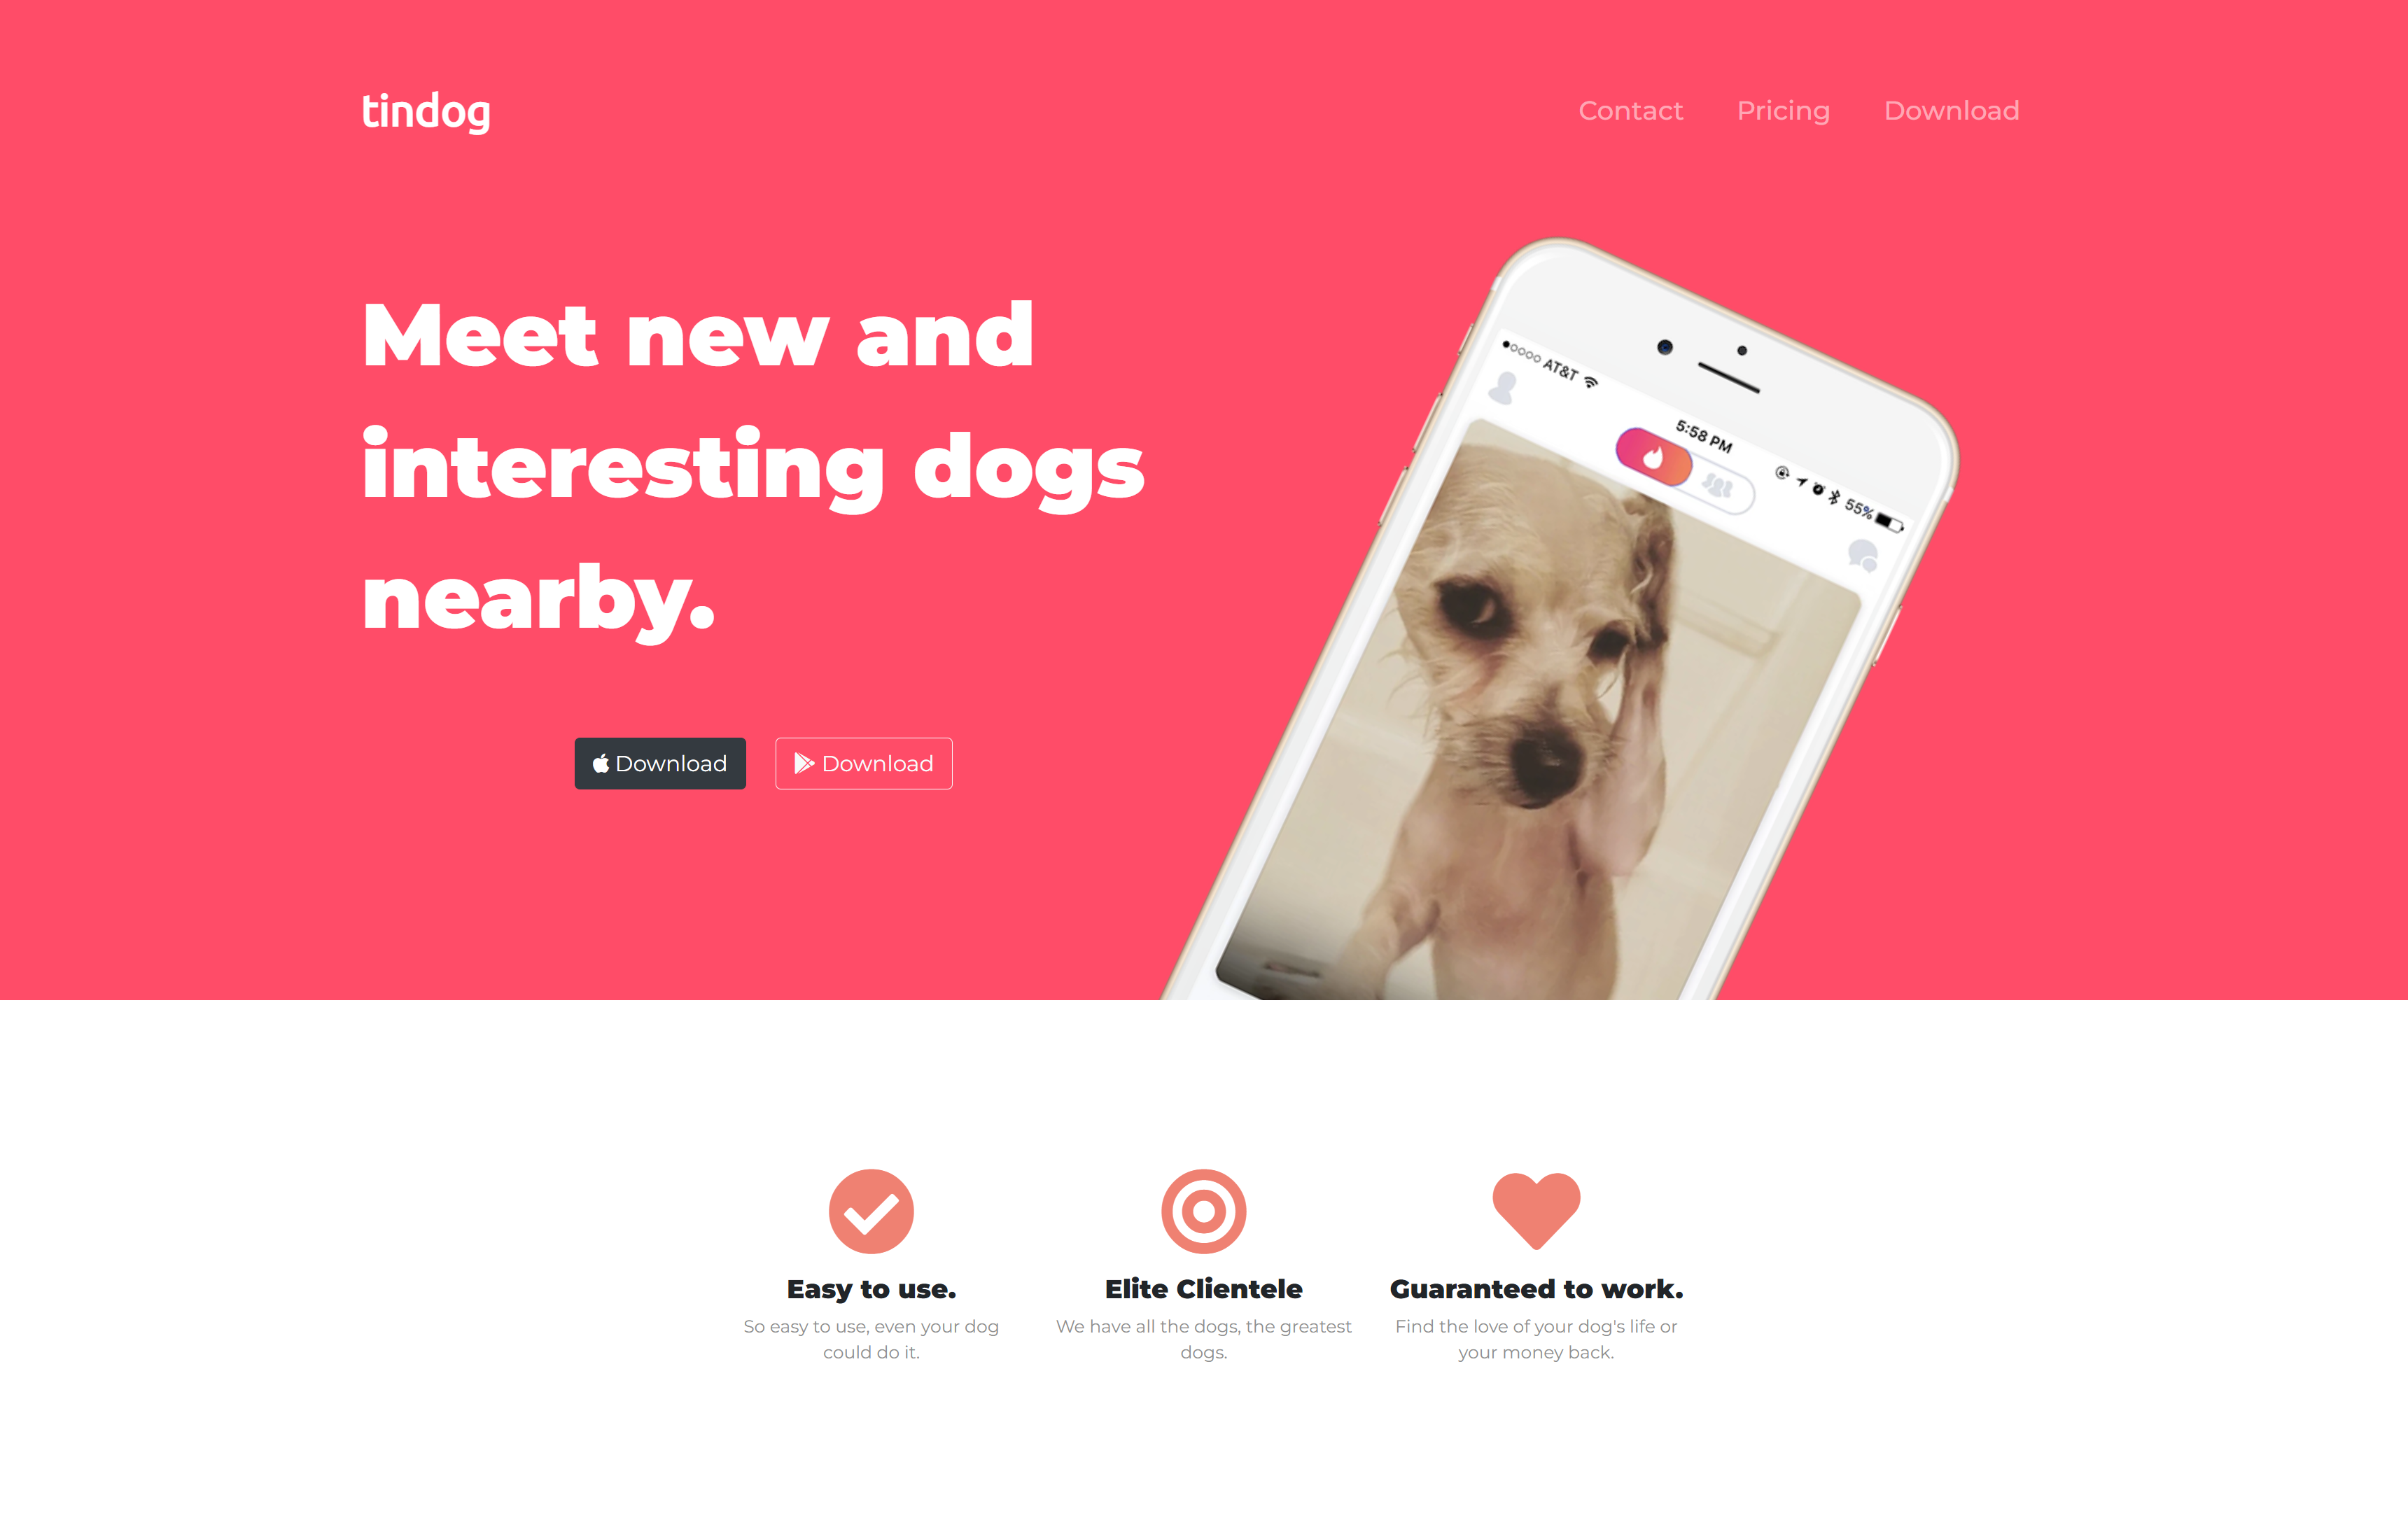 tindog
Contact Pricing Download
Meet new and
interesting dogs
nearby.
Download Download
AT&T
5:58 PM
55%
Easy to use.
So easy to use, even your dog
could do it.
Elite Clientele
We have all the dogs, the greatest
dogs.
Guaranteed to work.
Find the love of your dog's life or
your money back.